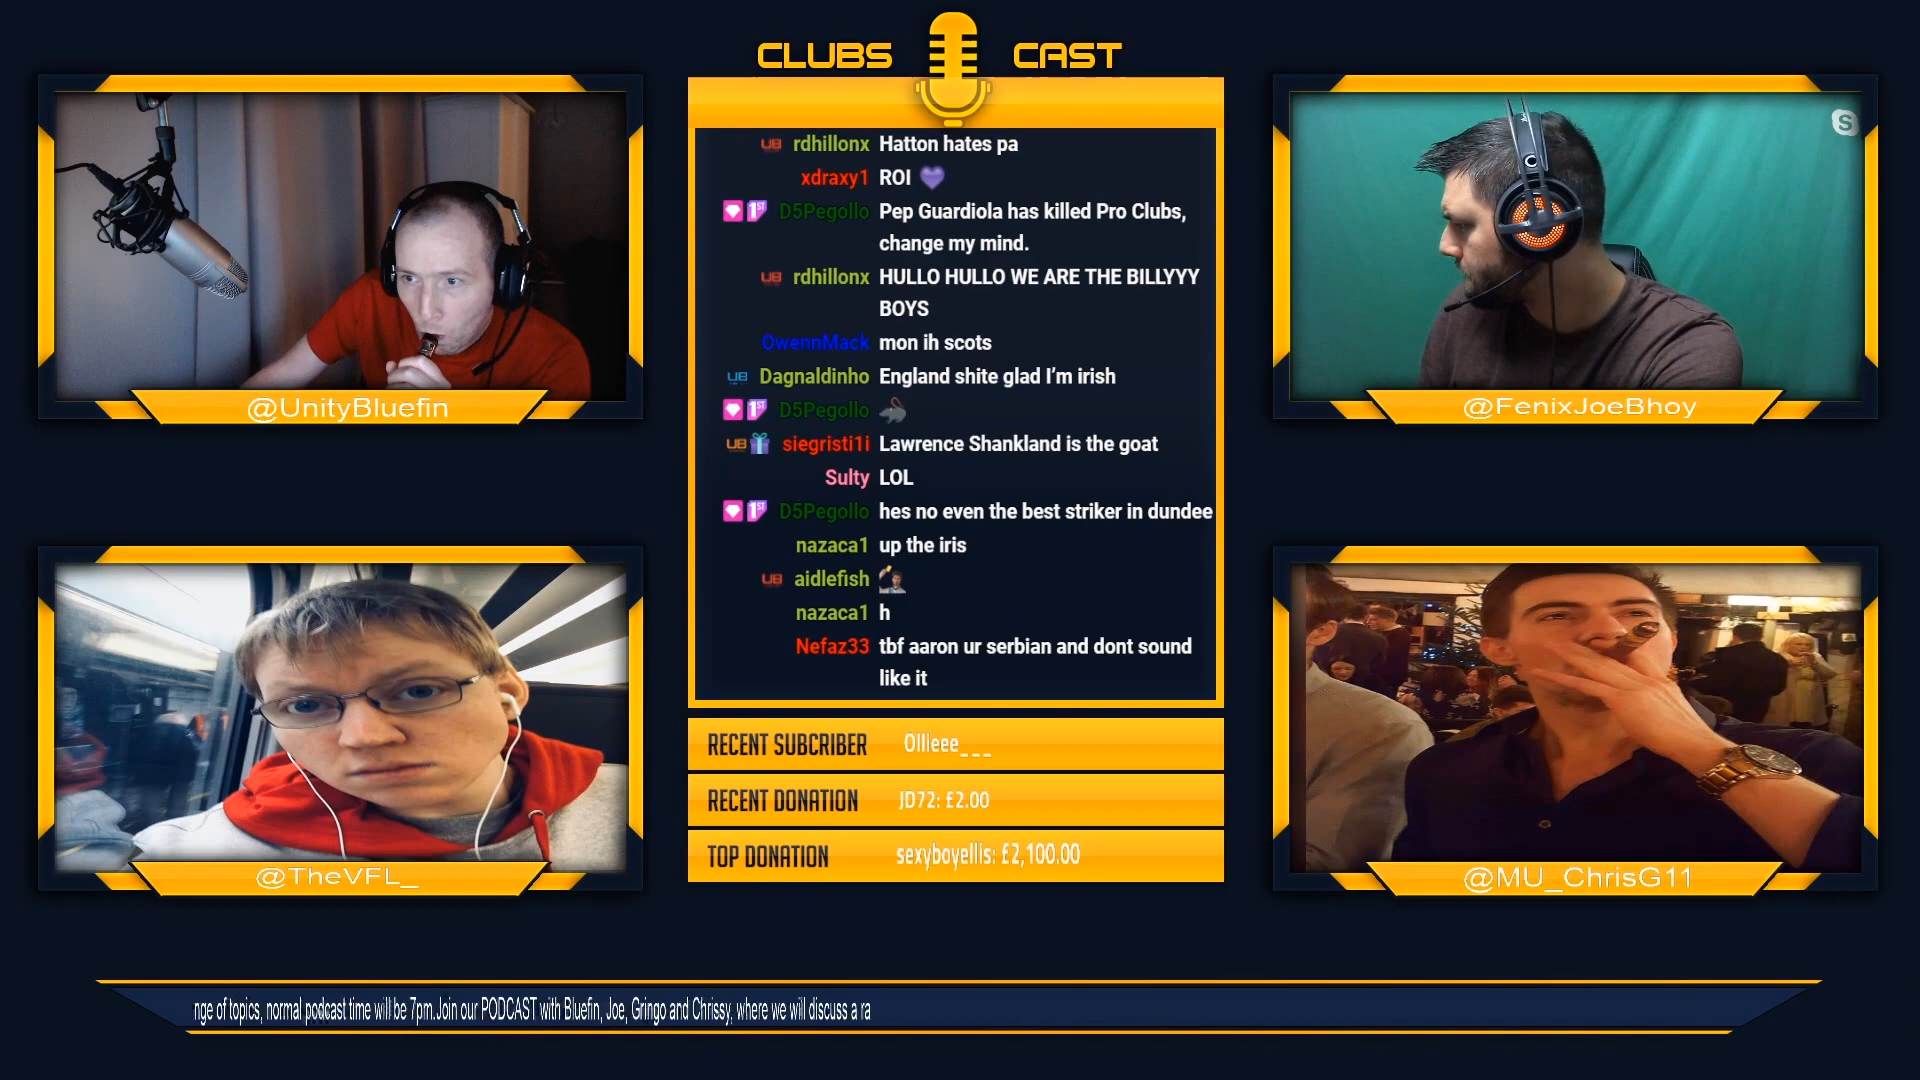 CLUBS CAST
rdhillonx Hatton hates pa
xdraxy1 ROI
D5Pegollo Pep Guardiola has killed Pro Clubs,
change my mind.
rdhillonx HULLO HULLO WE ARE THE BILLYYY
BOYS
OwennMack mon ih scots
Dagnaldinho England shite glad I’m irish
D5Pegollo
siegristi1i Lawrence Shankland is the goat
Sulty LOL
D5Pegollo hes no even the best striker in dundee
nazaca1 up the iris
aidlefish
nazaca1 h
Nefaz33 tbf aaron ur serbian and dont sound
like it
@UnityBluefin
@FenixJoeBhoy
@TheVFL_
@MU_ChrisG11
RECENT SUBCRIBER Ollieee___
RECENT DONATION JD72: £2.00
TOP DONATION sexyboyellis: £2,100.00
nge of topics, normal podcast time will be 7pm.Join our PODCAST with Bluefin, Joe, Gringo and Chrissy, where we will discuss a ra